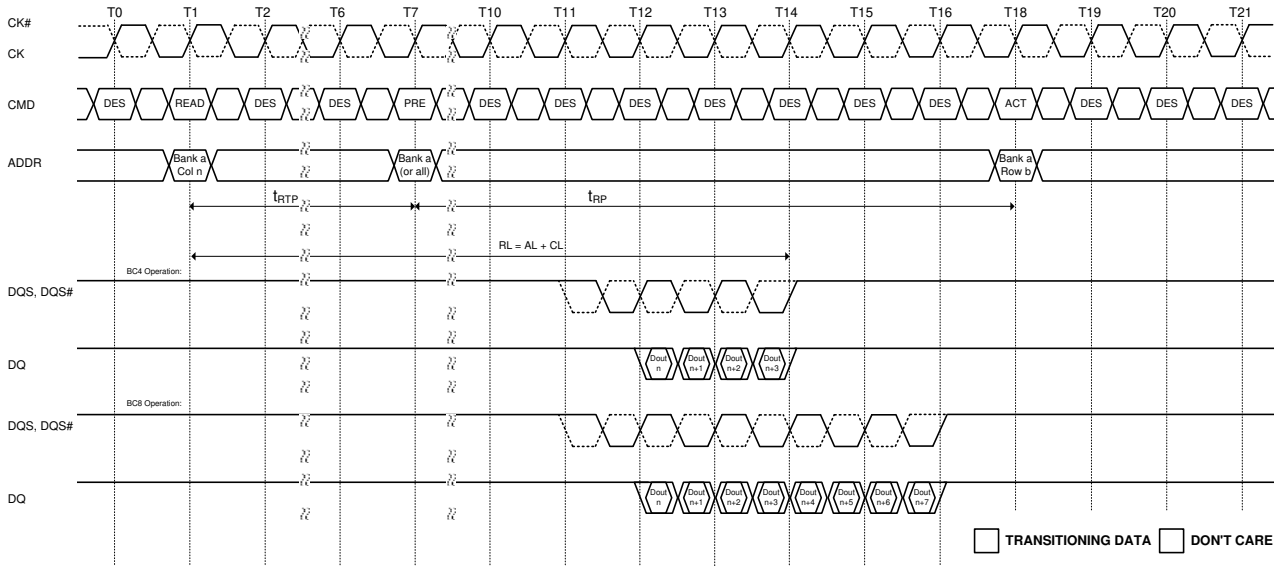 T0 T1 T2 T6 T7 T10 T11 T12 T13 T14 T15 T16 T18 T19 T20 T21
CK#
CK
CMD DES READ DES DES PRE DES DES DES DES DES DES DES ACT DES DES DES
ADDR
Bank a
Col n
Bank a
(or all)
Bank a
Row b
tRTP tRP
RL = AL + CL
BC4 Operation:
DQS, DQS#
DQ
Dout
n
Dout
n+1
Dout
n+2
Dout
n+3
BC8 Operation:
DQS, DQS#
DQ
Dout
n
Dout
n+1
Dout
n+2
Dout
n+3
Dout
n+4
Dout
n+5
Dout
n+6
Dout
n+7
TRANSITIONING DATA DON'T CARE